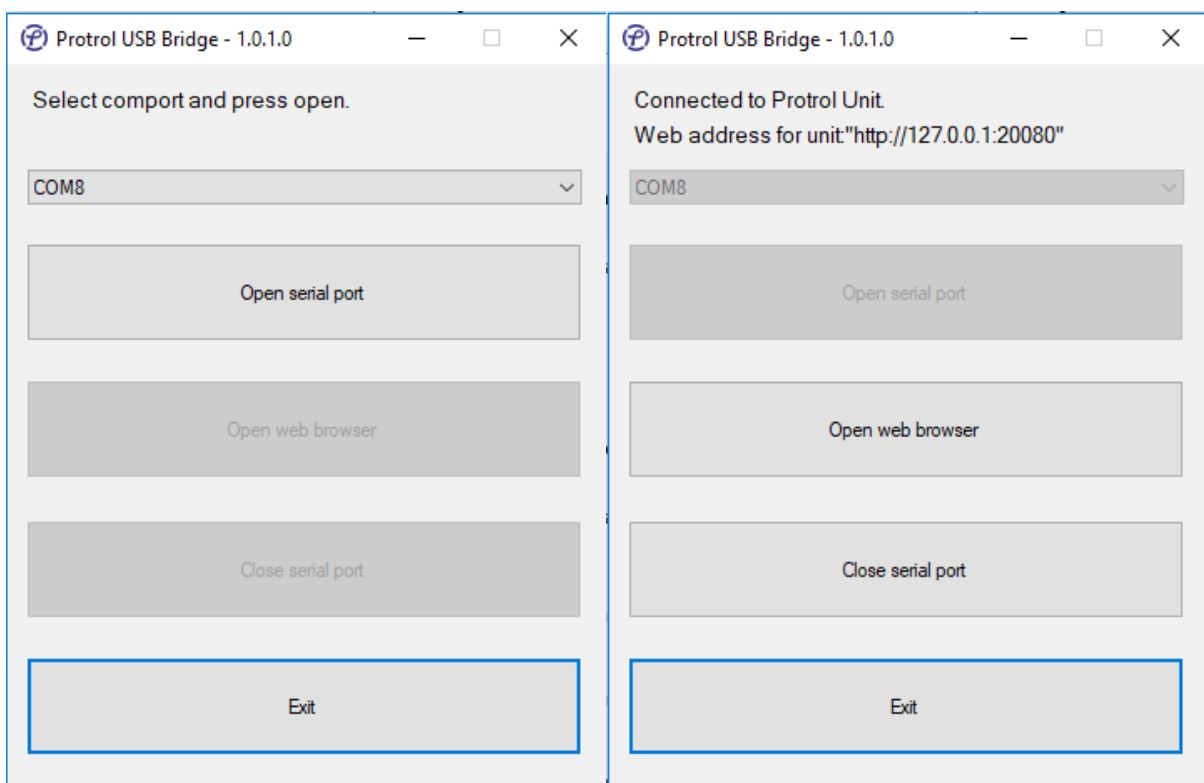 Protrol USB Bridge - 1.0.1.0
Select comport and press open.
COM8
Open serial port
Open web browser
Close serial port
Exit
Protrol USB Bridge - 1.0.1.0
Connected to Protrol Unit.
Web address for unit:"http://127.0.0.1:20080"
COM8
Open serial port
Open web browser
Close serial port
Exit